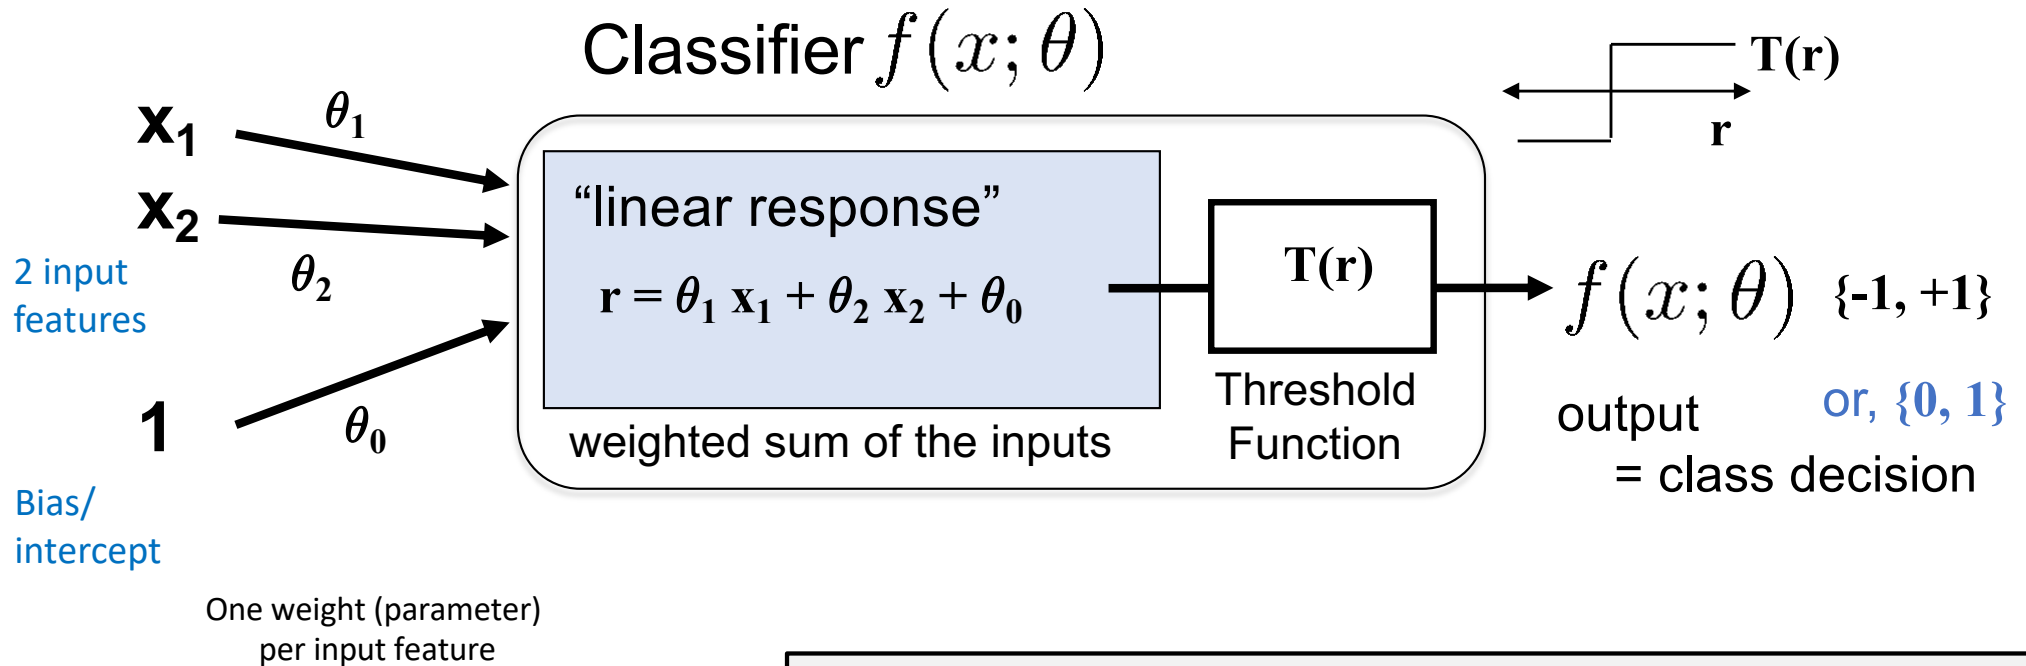 Classifier f(x; θ)
T(r)
r
x₁
θ₁
x₂
θ₂
2 input
features
1
θ₀
Bias/
intercept
One weight (parameter)
per input feature
“linear response”
r = θ₁ x₁ + θ₂ x₂ + θ₀
weighted sum of the inputs
T(r)
Threshold
Function
f(x; θ) {-1, +1}
output or, {0, 1}
= class decision